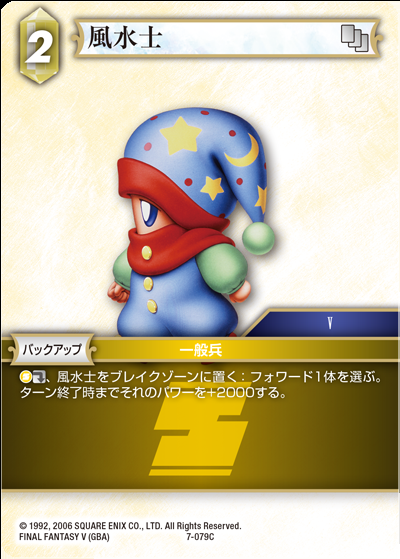 2
風水士
V
バックアップ
一般兵
、風水士をブレイクゾーンに置く:フォワード1体を選ぶ。
ターン終了時までそれのパワーを+2000する。
© 1992, 2006 SQUARE ENIX CO., LTD. All Rights Reserved.
FINAL FANTASY V (GBA) 7-079C